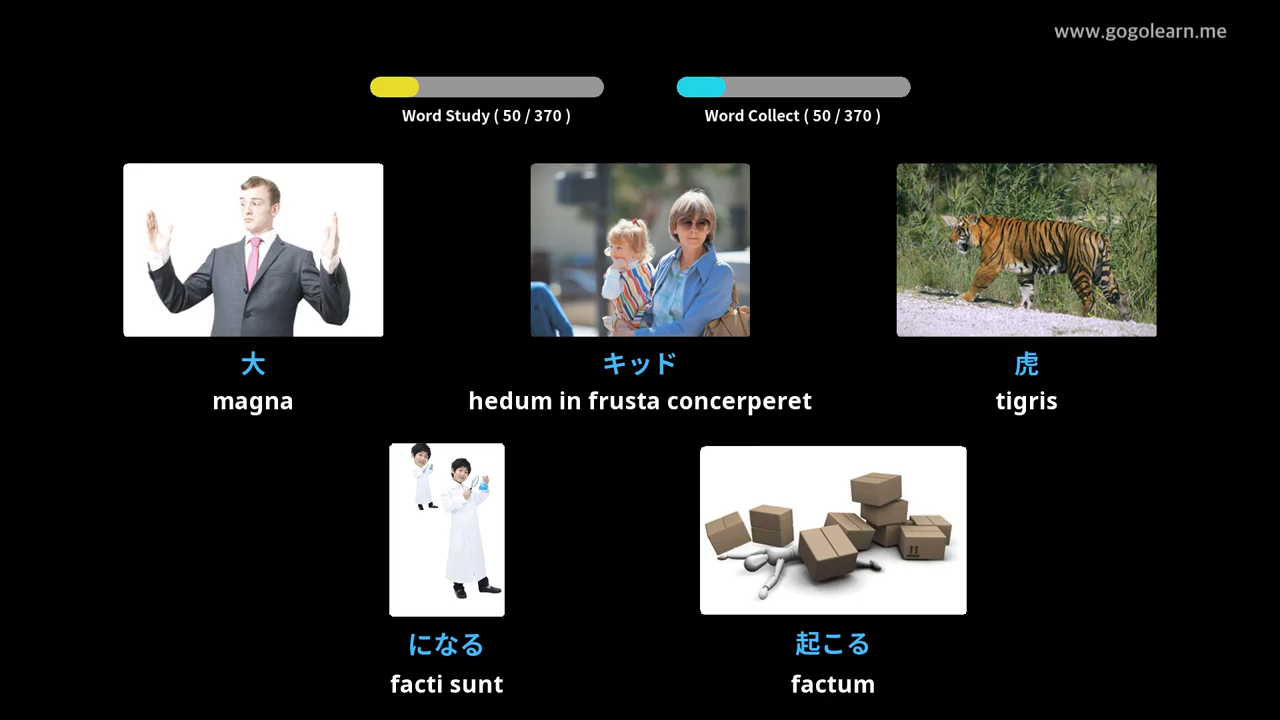 www.gogolearn.me
Word Study ( 50 / 370 )
Word Collect ( 50 / 370 )
大
キッド
虎
magna
hedum in frusta concerperet
tigris
になる
起こる
facti sunt
factum